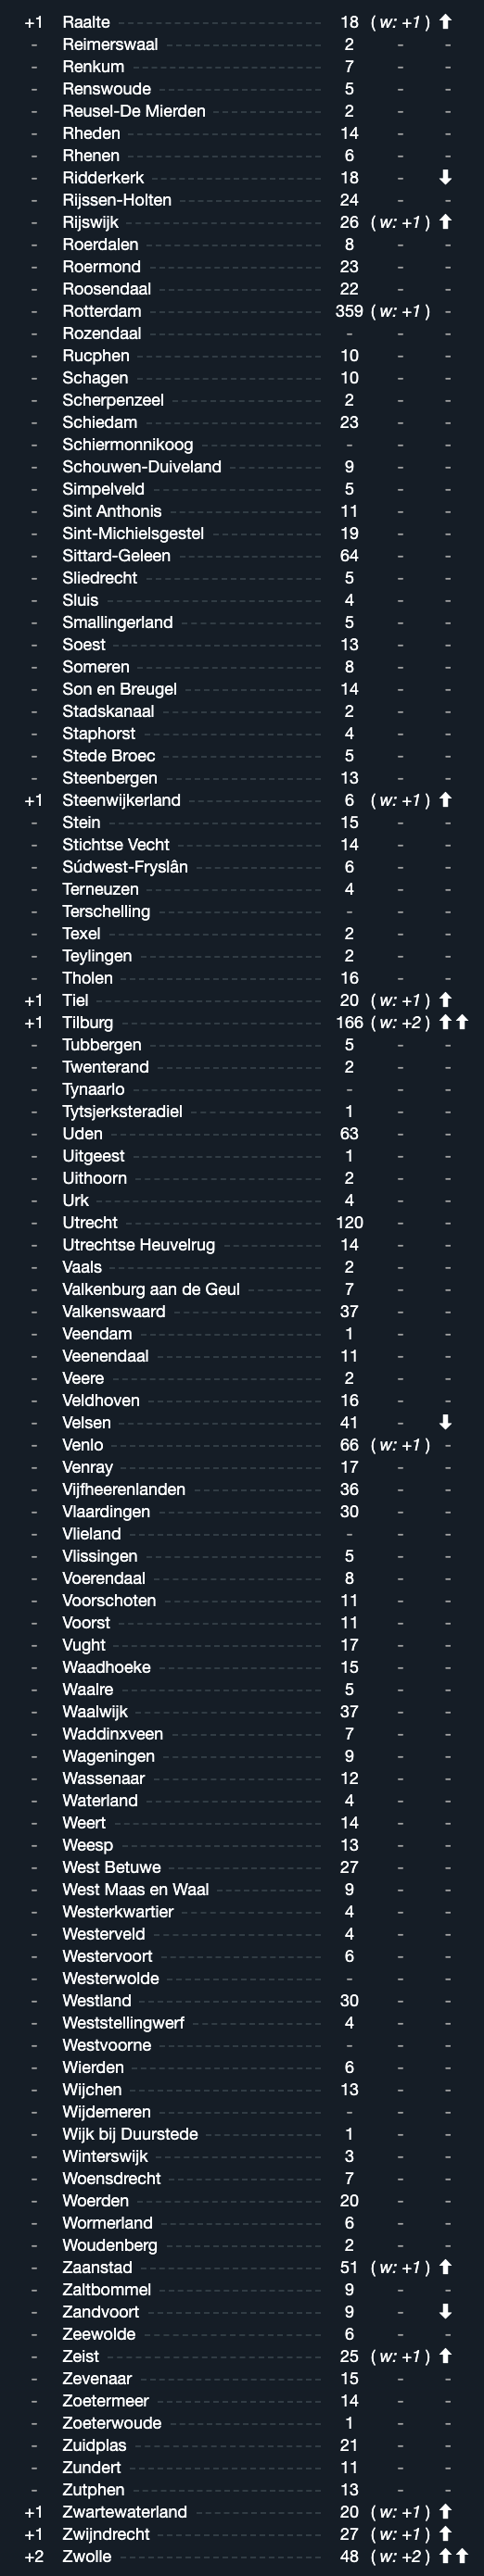 +1 Raalte 18 ( w: +1 ) ⬆
- Reimerswaal 2 - -
- Renkum 7 - -
- Renswoude 5 - -
- Reusel-De Mierden 2 - -
- Rheden 14 - -
- Rhenen 6 - -
- Ridderkerk 18 - ⬇
- Rijssen-Holten 24 - -
- Rijswijk 26 ( w: +1 ) ⬆
- Roerdalen 8 - -
- Roermond 23 - -
- Roosendaal 22 - -
- Rotterdam 359 ( w: +1 ) -
- Rozendaal - - -
- Rucphen 10 - -
- Schagen 10 - -
- Scherpenzeel 2 - -
- Schiedam 23 - -
- Schiermonnikoog - - -
- Schouwen-Duiveland 9 - -
- Simpelveld 5 - -
- Sint Anthonis 11 - -
- Sint-Michielsgestel 19 - -
- Sittard-Geleen 64 - -
- Sliedrecht 5 - -
- Sluis 4 - -
- Smallingerland 5 - -
- Soest 13 - -
- Someren 8 - -
- Son en Breugel 14 - -
- Stadskanaal 2 - -
- Staphorst 4 - -
- Stede Broec 5 - -
- Steenbergen 13 - -
+1 Steenwijkerland 6 ( w: +1 ) ⬆
- Stein 15 - -
- Stichtse Vecht 14 - -
- Súdwest-Fryslân 6 - -
- Terneuzen 4 - -
- Terschelling - - -
- Texel 2 - -
- Teylingen 2 - -
- Tholen 16 - -
+1 Tiel 20 ( w: +1 ) ⬆
+1 Tilburg 166 ( w: +2 ) ⬆⬆
- Tubbergen 5 - -
- Twenterand 2 - -
- Tynaarlo - - -
- Tytsjerksteradiel 1 - -
- Uden 63 - -
- Uitgeest 1 - -
- Uithoorn 2 - -
- Urk 4 - -
- Utrecht 120 - -
- Utrechtse Heuvelrug 14 - -
- Vaals 2 - -
- Valkenburg aan de Geul 7 - -
- Valkenswaard 37 - -
- Veendam 1 - -
- Veenendaal 11 - -
- Veere 2 - -
- Veldhoven 16 - -
- Velsen 41 - ⬇
- Venlo 66 ( w: +1 ) -
- Venray 17 - -
- Vijfheerenlanden 36 - -
- Vlaardingen 30 - -
- Vlieland - - -
- Vlissingen 5 - -
- Voerendaal 8 - -
- Voorschoten 11 - -
- Voorst 11 - -
- Vught 17 - -
- Waadhoeke 15 - -
- Waalre 5 - -
- Waalwijk 37 - -
- Waddinxveen 7 - -
- Wageningen 9 - -
- Wassenaar 12 - -
- Waterland 4 - -
- Weert 14 - -
- Weesp 13 - -
- West Betuwe 27 - -
- West Maas en Waal 9 - -
- Westerkwartier 4 - -
- Westerveld 4 - -
- Westervoort 6 - -
- Westerwolde - - -
- Westland 30 - -
- Weststellingwerf 4 - -
- Westvoorne - - -
- Wierden 6 - -
- Wijchen 13 - -
- Wijdemeren - - -
- Wijk bij Duurstede 1 - -
- Winterswijk 3 - -
- Woensdrecht 7 - -
- Woerden 20 - -
- Wormerland 6 - -
- Woudenberg 2 - -
- Zaanstad 51 ( w: +1 ) ⬆
- Zaltbommel 9 - -
- Zandvoort 9 - ⬇
- Zeewolde 6 - -
- Zeist 25 ( w: +1 ) ⬆
- Zevenaar 15 - -
- Zoetermeer 14 - -
- Zoeterwoude 1 - -
- Zuidplas 21 - -
- Zundert 11 - -
- Zutphen 13 - -
+1 Zwartewaterland 20 ( w: +1 ) ⬆
+1 Zwijndrecht 27 ( w: +1 ) ⬆
+2 Zwolle 48 ( w: +2 ) ⬆⬆